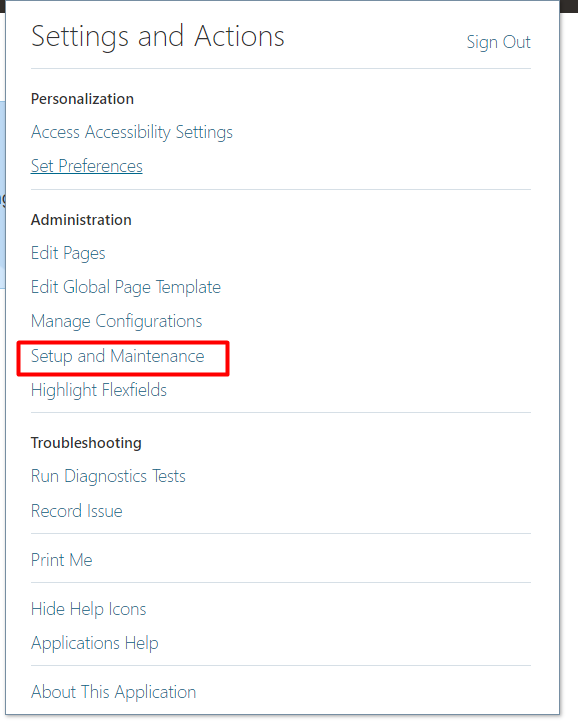 Settings and Actions
Sign Out
Personalization
Access Accessibility Settings
Set Preferences
Administration
Edit Pages
Edit Global Page Template
Manage Configurations
Setup and Maintenance
Highlight Flexfields
Troubleshooting
Run Diagnostics Tests
Record Issue
Print Me
Hide Help Icons
Applications Help
About This Application